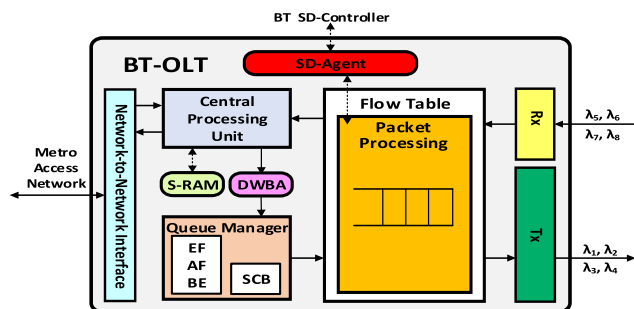 BT SD-Controller
BT-OLT
SD-Agent
Network-to-Network Interface
Central
Processing
Unit
Flow Table
Packet
Processing
Rx
λ5, λ6
λ7, λ8
Metro
Access
Network
S-RAM
DWBA
Queue Manager
EF
AF
BE
SCB
Tx
λ1, λ2
λ3, λ4